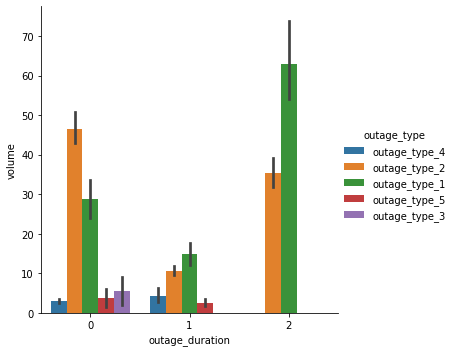 70
60
50
40
30
20
10
0
volume
0 1 2
outage_duration
outage_type
outage_type_4
outage_type_2
outage_type_1
outage_type_5
outage_type_3